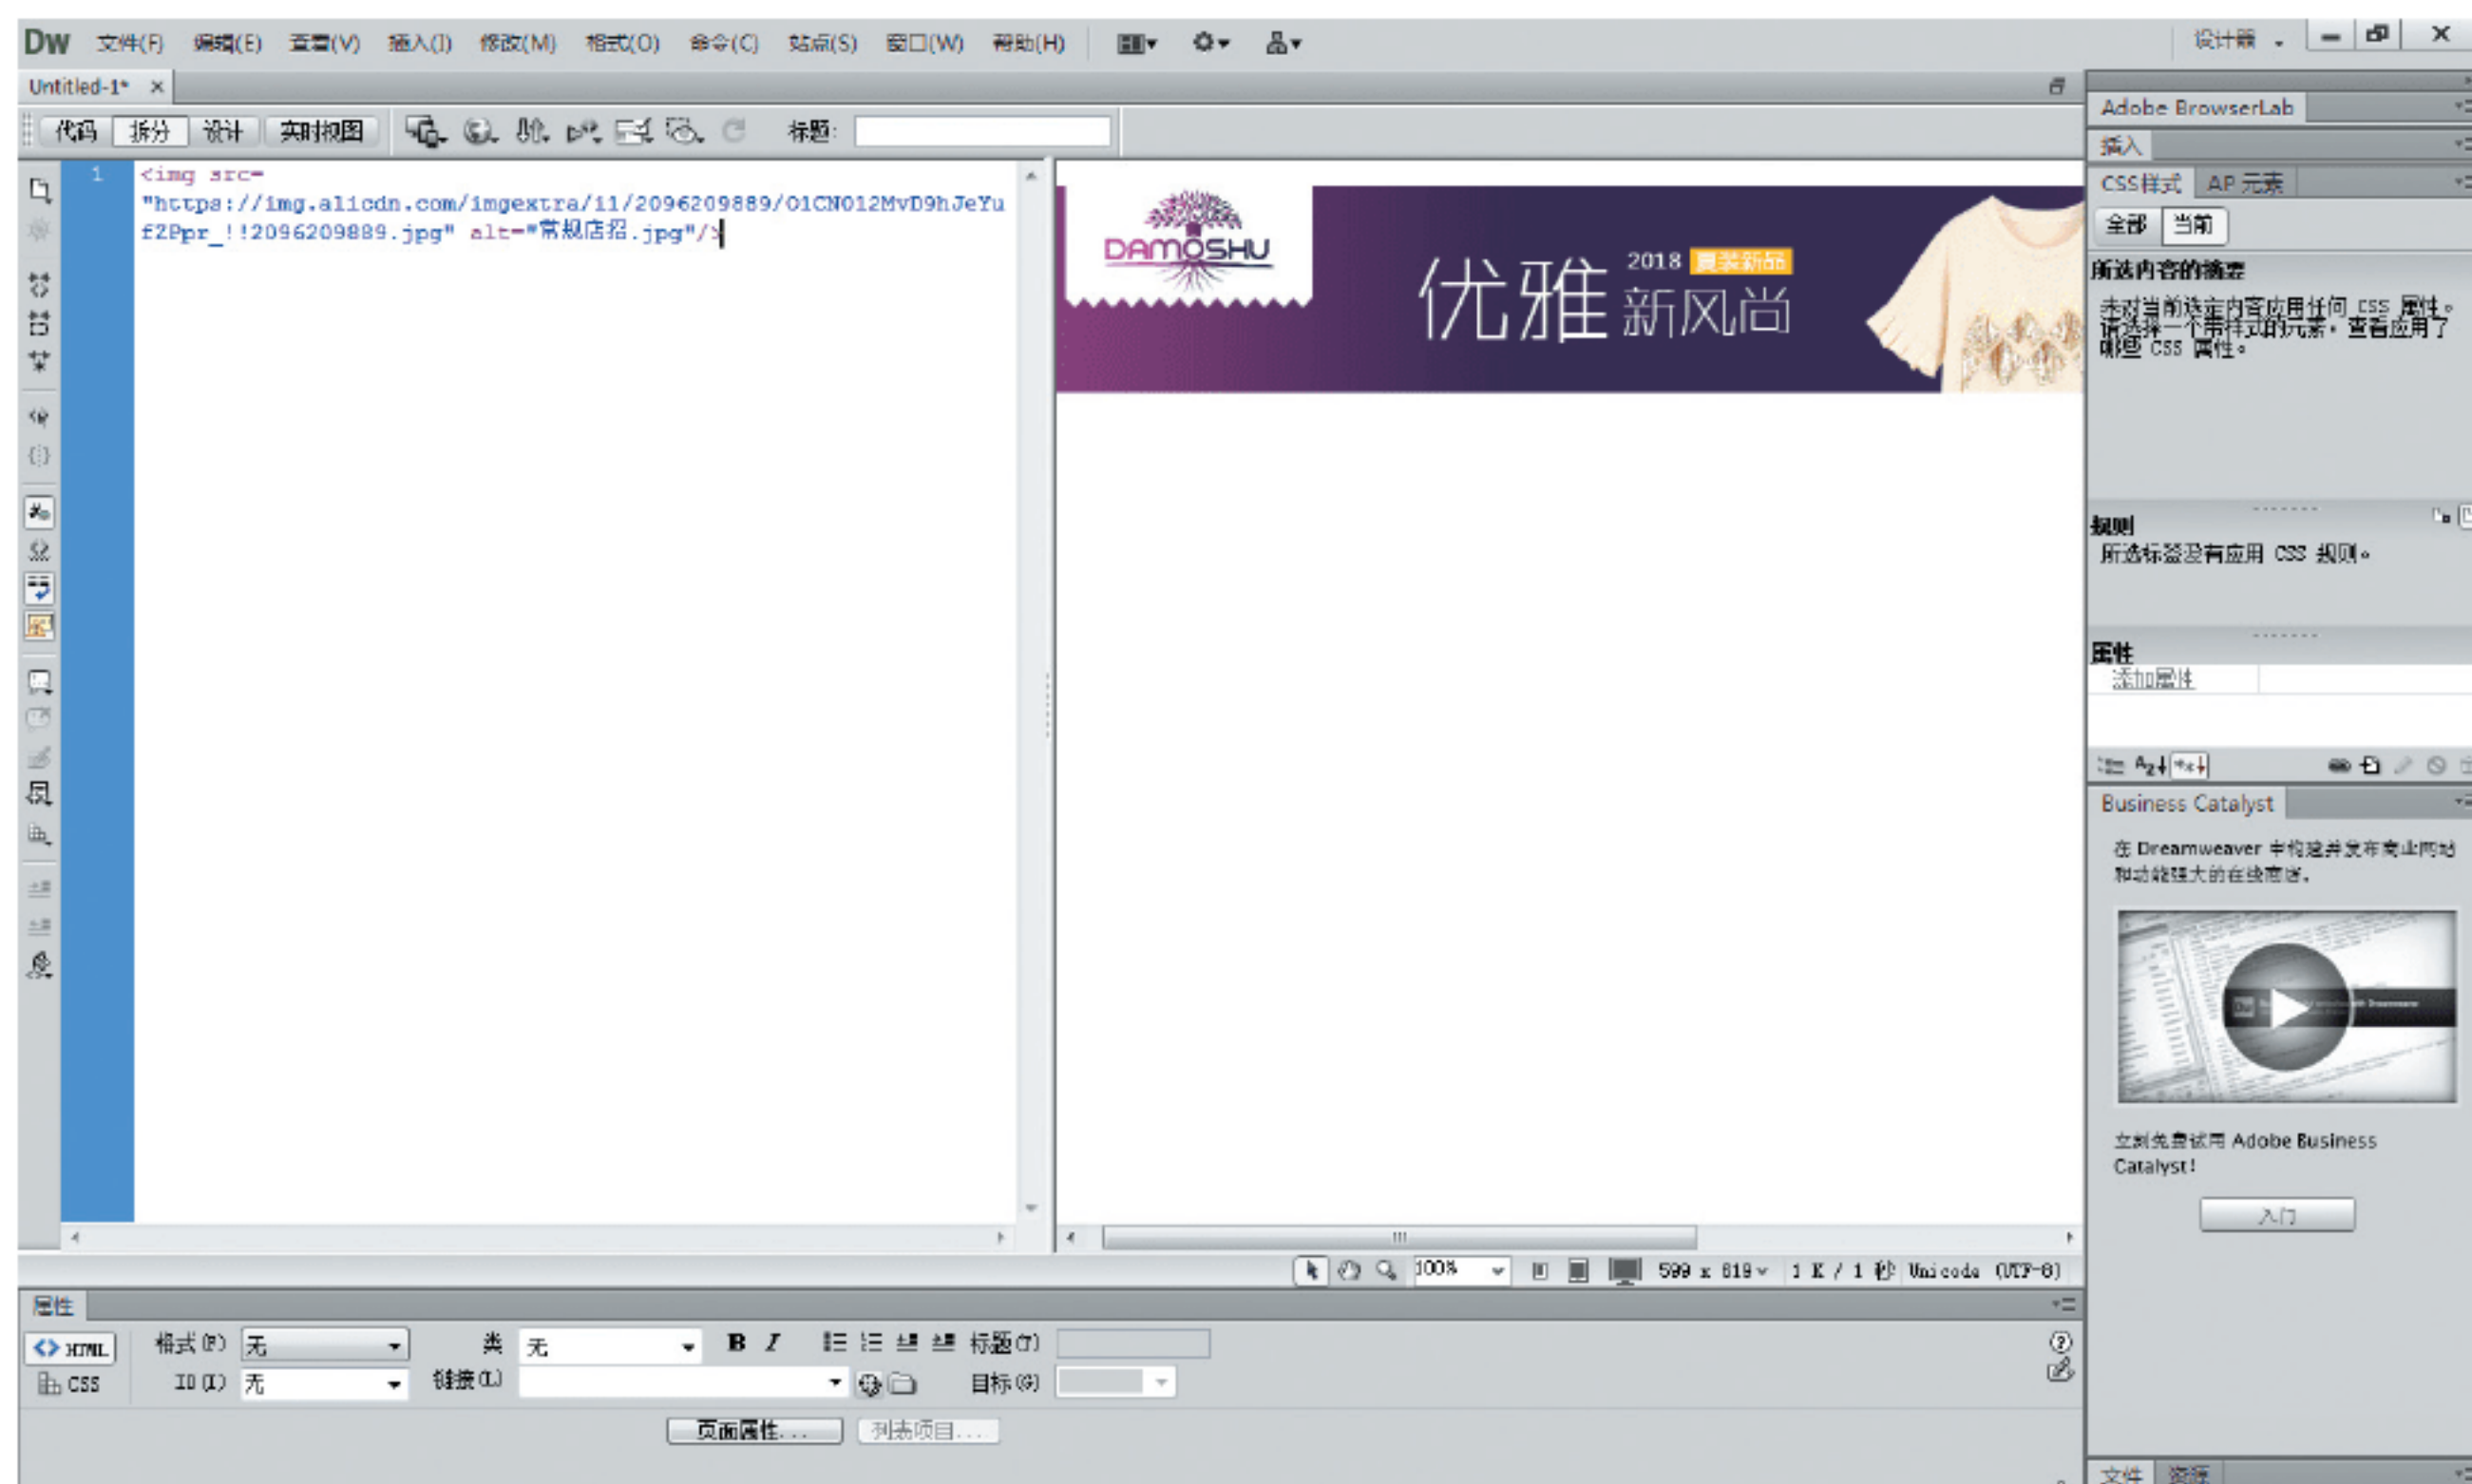 Dw 文件(F) 编辑(E) 查看(V) 插入(I) 修改(M) 格式(O) 命令(C) 站点(S) 窗口(W) 帮助(H) 设计器
Untitled-1*
代码 拆分 设计 实时视图 标题:
1 <img src=
"https://img.alicdn.com/imgextra/i1/2096209889/O1CN012MvD9hJeYu
f2Ppr_!!2096209889.jpg" alt="常规店招.jpg"/>
DAMOSHU
优雅
2018 夏装新品
新风尚
Adobe BrowserLab
插入
CSS样式 AP 元素
全部 当前
所选内容的摘要
未对当前选定内容应用任何 CSS 属性。
请选择一个带样式的元素，查看应用了
哪些 CSS 属性。
规则
所选标签没有应用 CSS 规则。
属性
添加属性
Business Catalyst
在 Dreamweaver 中构建并发布商业网站
和功能强大的在线商店。
立刻免费试用 Adobe Business
Catalyst!
入门
100% 599 x 619 1 K / 1 秒 Unicode (UTF-8)
属性
HTML 格式(F) 无 类 无 B I 标题(T)
CSS ID(I) 无 链接(L) 目标(G)
页面属性... 列表项目...
文件 资源